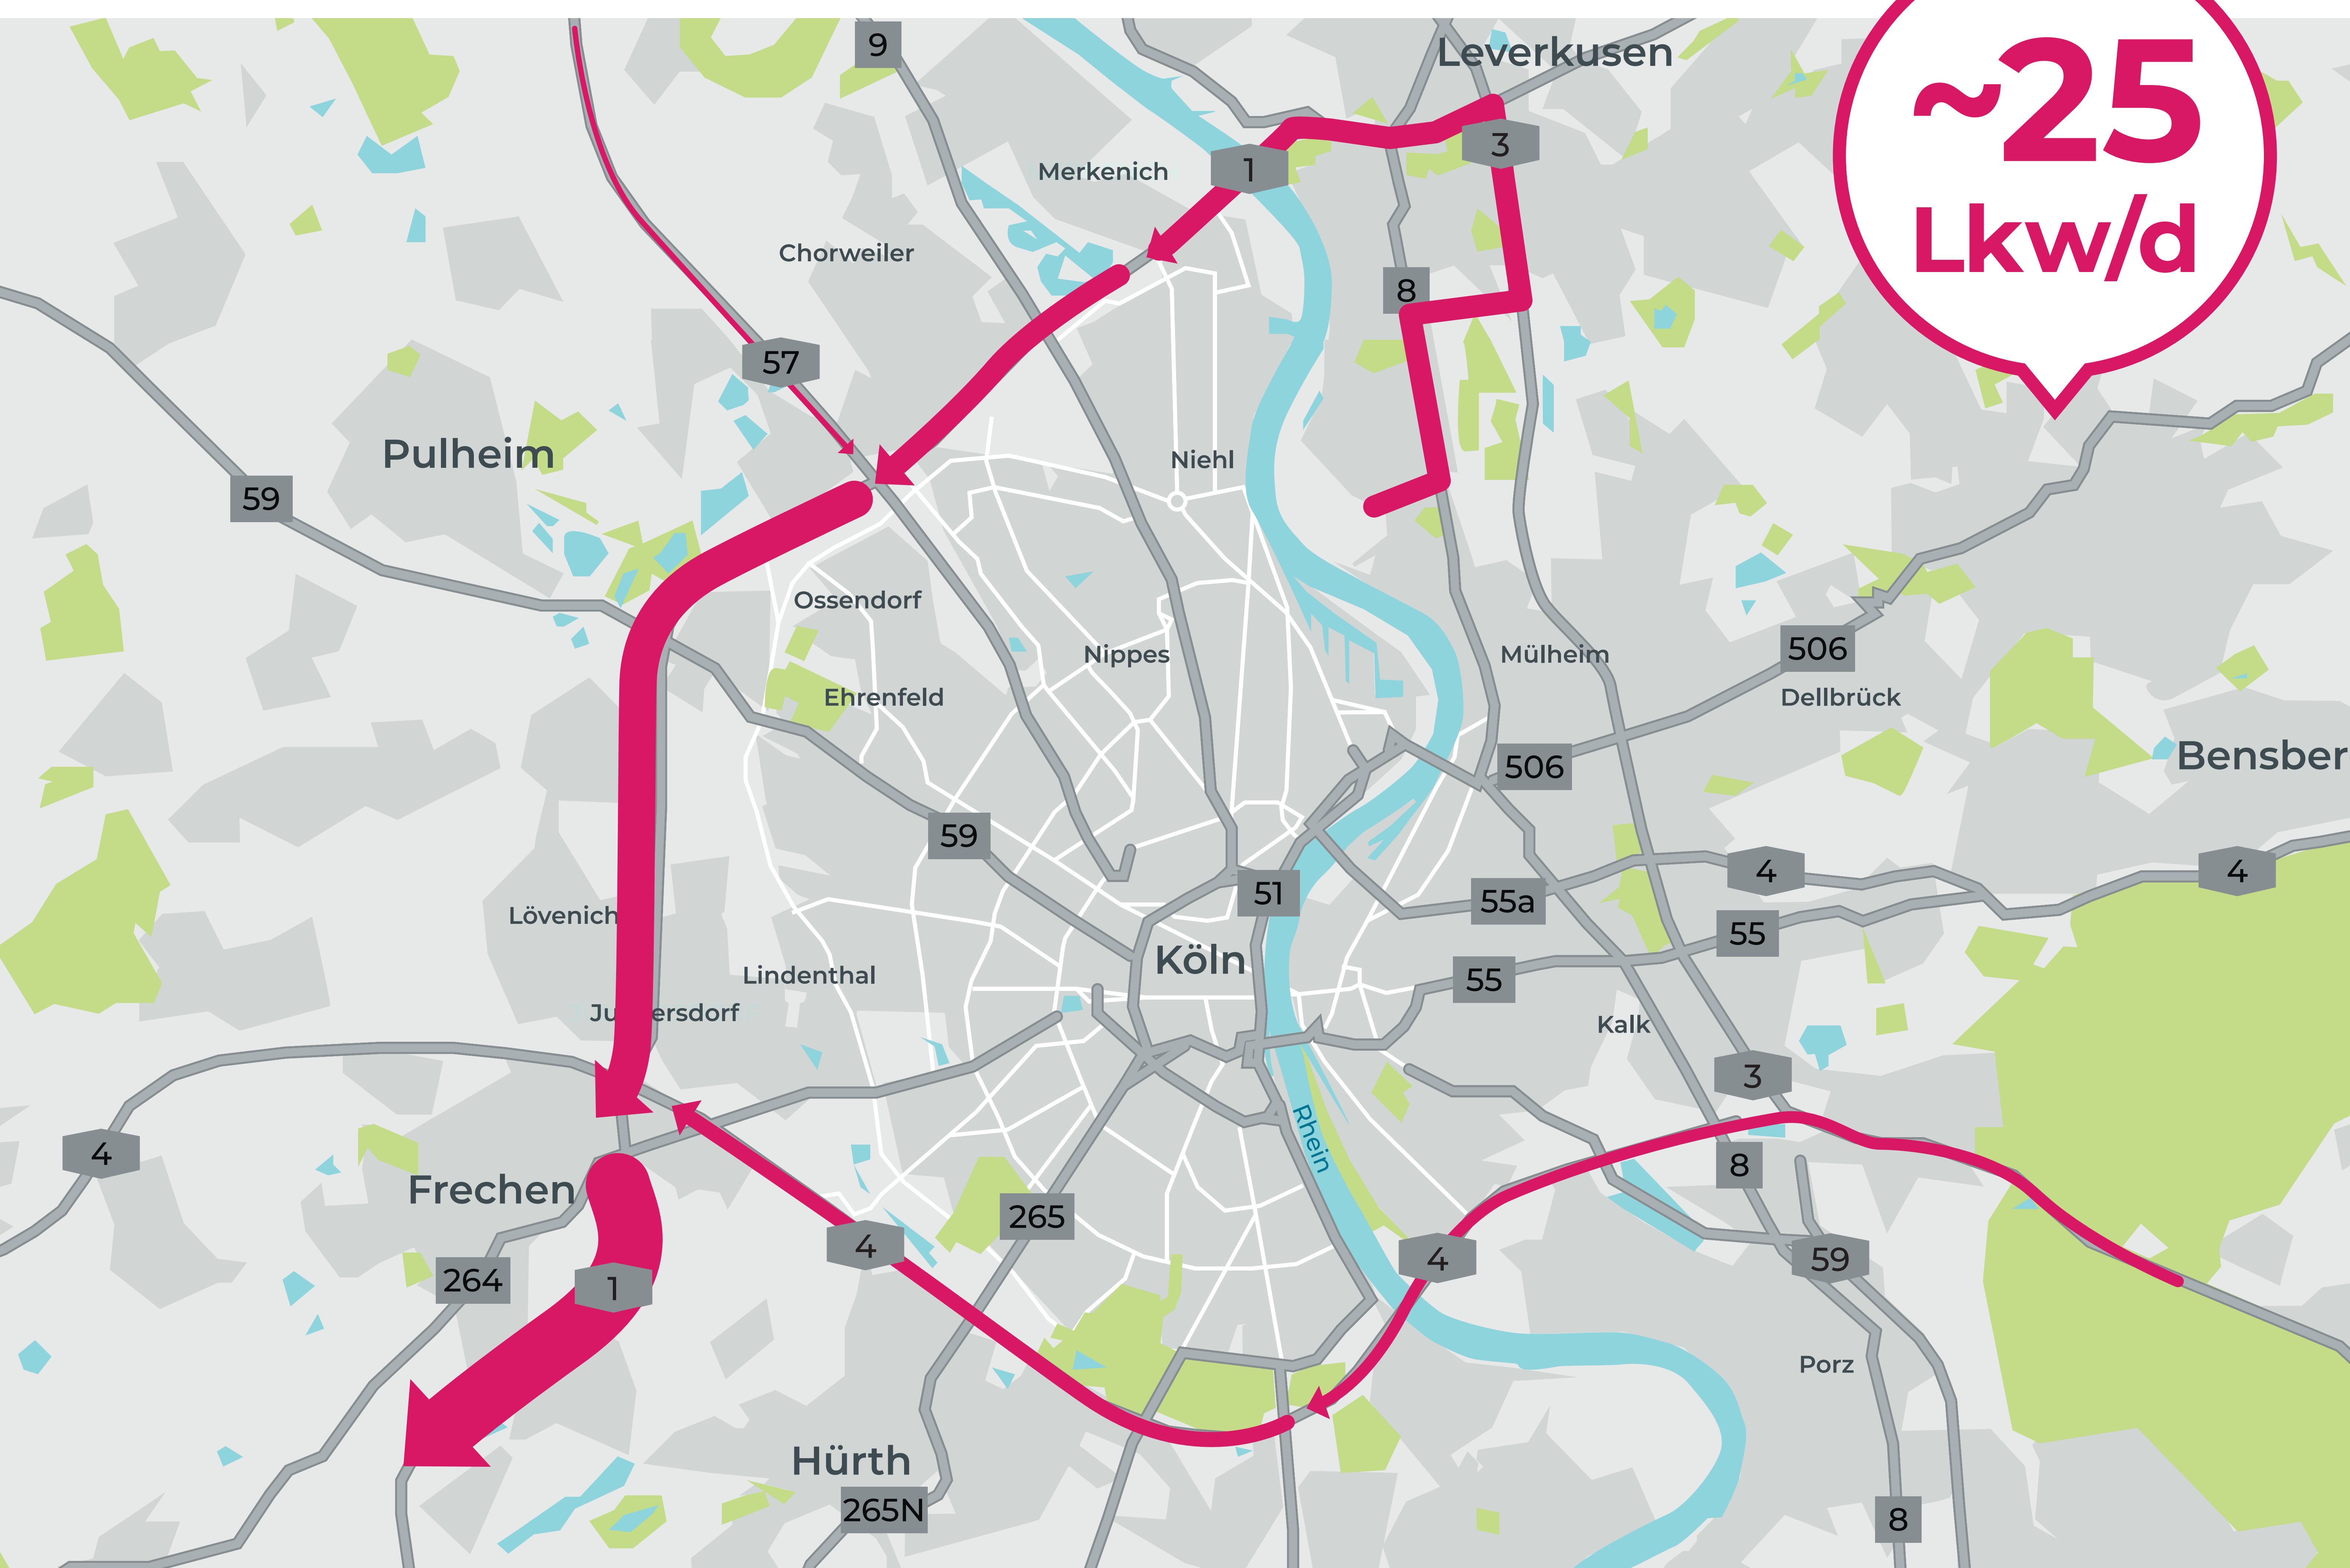 9
Leverkusen
~25
Lkw/d
3
1
Merkenich
Chorweiler
8
57
Pulheim
Niehl
59
Ossendorf
Nippes
Mülheim
506
Ehrenfeld
Dellbrück
Bensber
506
59
4
4
51
55a
Lövenich
55
Köln
Lindenthal
55
Ju ersdorf
Kalk
3
Rhein
4
8
Frechen
265
4
4
59
264
1
Porz
Hürth
265N
8